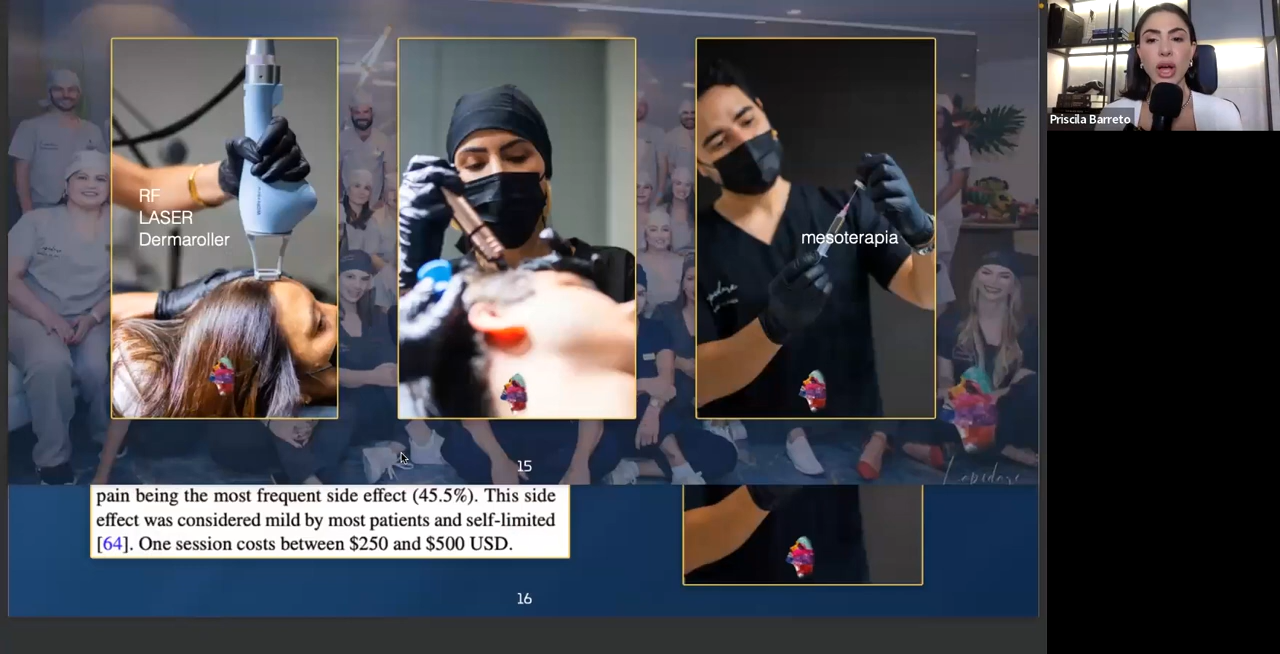 RF
LASER
Dermaroller
mesoterapia
15
pain being the most frequent side effect (45.5%). This side
effect was considered mild by most patients and self-limited
[64]. One session costs between $250 and $500 USD.
16
Priscila Barreto
Lapidare